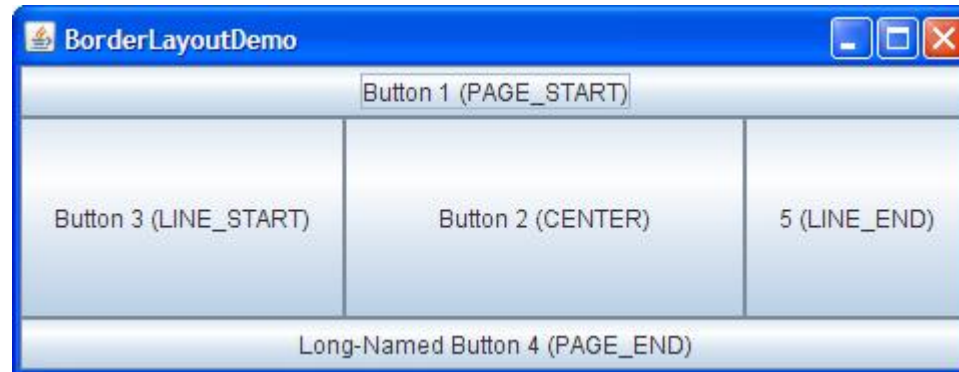 BorderLayoutDemo
Button 1 (PAGE_START)
Button 3 (LINE_START)
Button 2 (CENTER)
5 (LINE_END)
Long-Named Button 4 (PAGE_END)